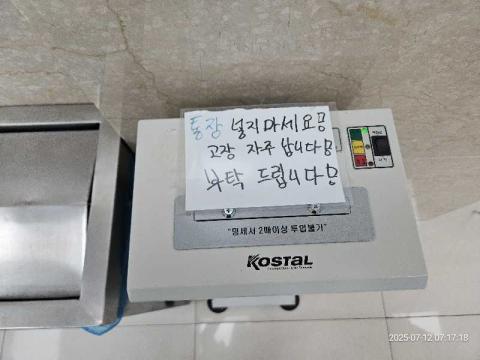 통장 넣지마세요!!
고장 자주 납니다!!
부탁 드립니다!!
"명세서 2매이상 투입불가"
KOSTAL
2025-07-12 07:17:18